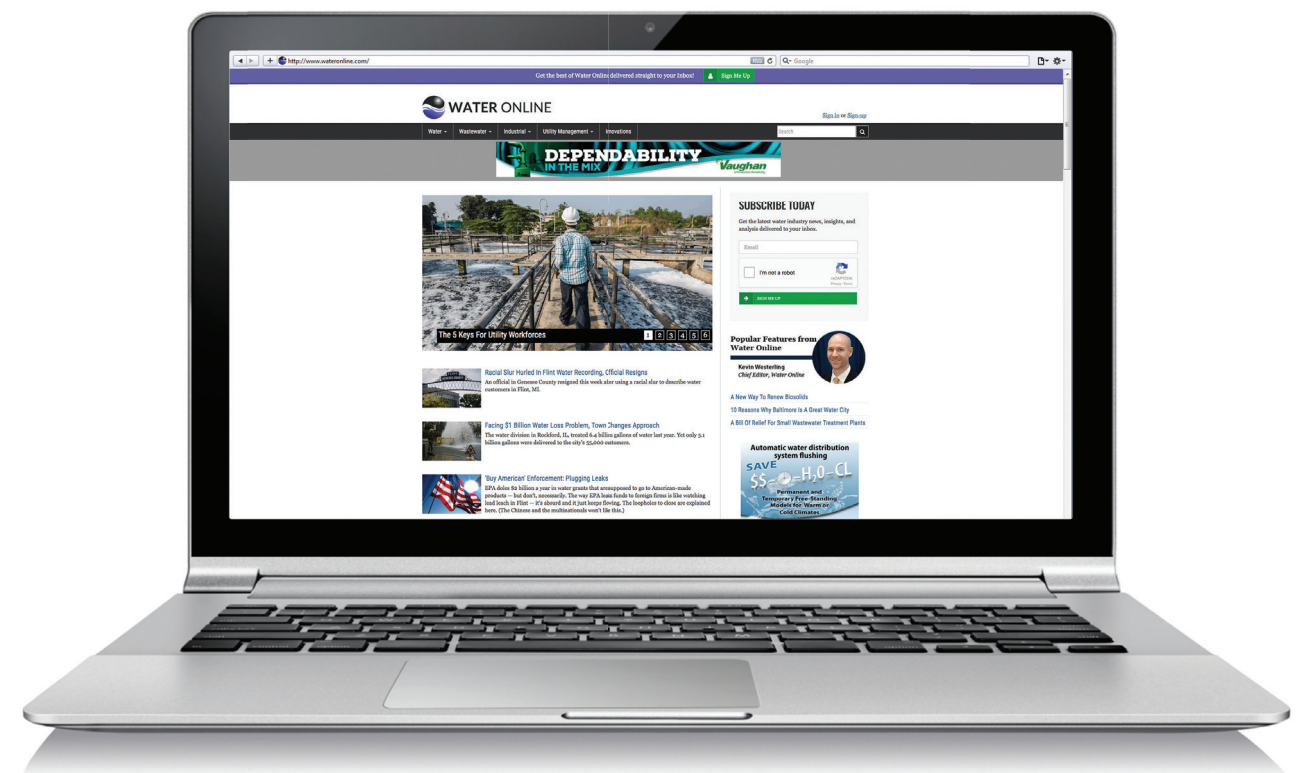 http://www.wateronline.com/
Google
Get the best of Water Online delivered straight to your Inbox!
Sign Me Up
WATER ONLINE
Sign in or Sign up
Water
Wastewater
Industrial
Utility Management
Innovations
Search
DEPENDABILITY
IN THE MIX
Vaughan
The 5 Keys For Utility Workforces
1 2 3 4 5 6
Racial Slur Hurled In Flint Water Recording, Official Resigns
An official in Genesee County resigned this week after using a racial slur to describe water
customers in Flint, MI.
Facing $1 Billion Water Loss Problem, Town Changes Approach
The water division in Rockford, IL, treated 6.4 billion gallons of water last year. Yet only 5.1
billion gallons were delivered to the city's 55,000 customers.
'Buy American' Enforcement: Plugging Leaks
EPA doles $2 billion a year in water grants that are supposed to go to American-made
products — but don't, necessarily. The way EPA leaks funds to foreign firms is like watching
lead leach in Flint — it's absurd and it just keeps flowing. The loopholes to close are explained
here. (The Chinese and the multinationals won't like this.)
SUBSCRIBE TODAY
Get the latest water industry news, insights, and
analysis delivered to your inbox.
Email
I'm not a robot
reCAPTCHA
Privacy - Terms
SIGN ME UP
Popular Features from
Water Online
Kevin Westerling
Chief Editor, Water Online
A New Way To Renew Biosolids
10 Reasons Why Baltimore Is A Great Water City
A Bill Of Relief For Small Wastewater Treatment Plants
Automatic water distribution
system flushing
SAVE
$$-H₂0-CL
Permanent and
Temporary Free-Standing
Models for Warm or
Cold Climates